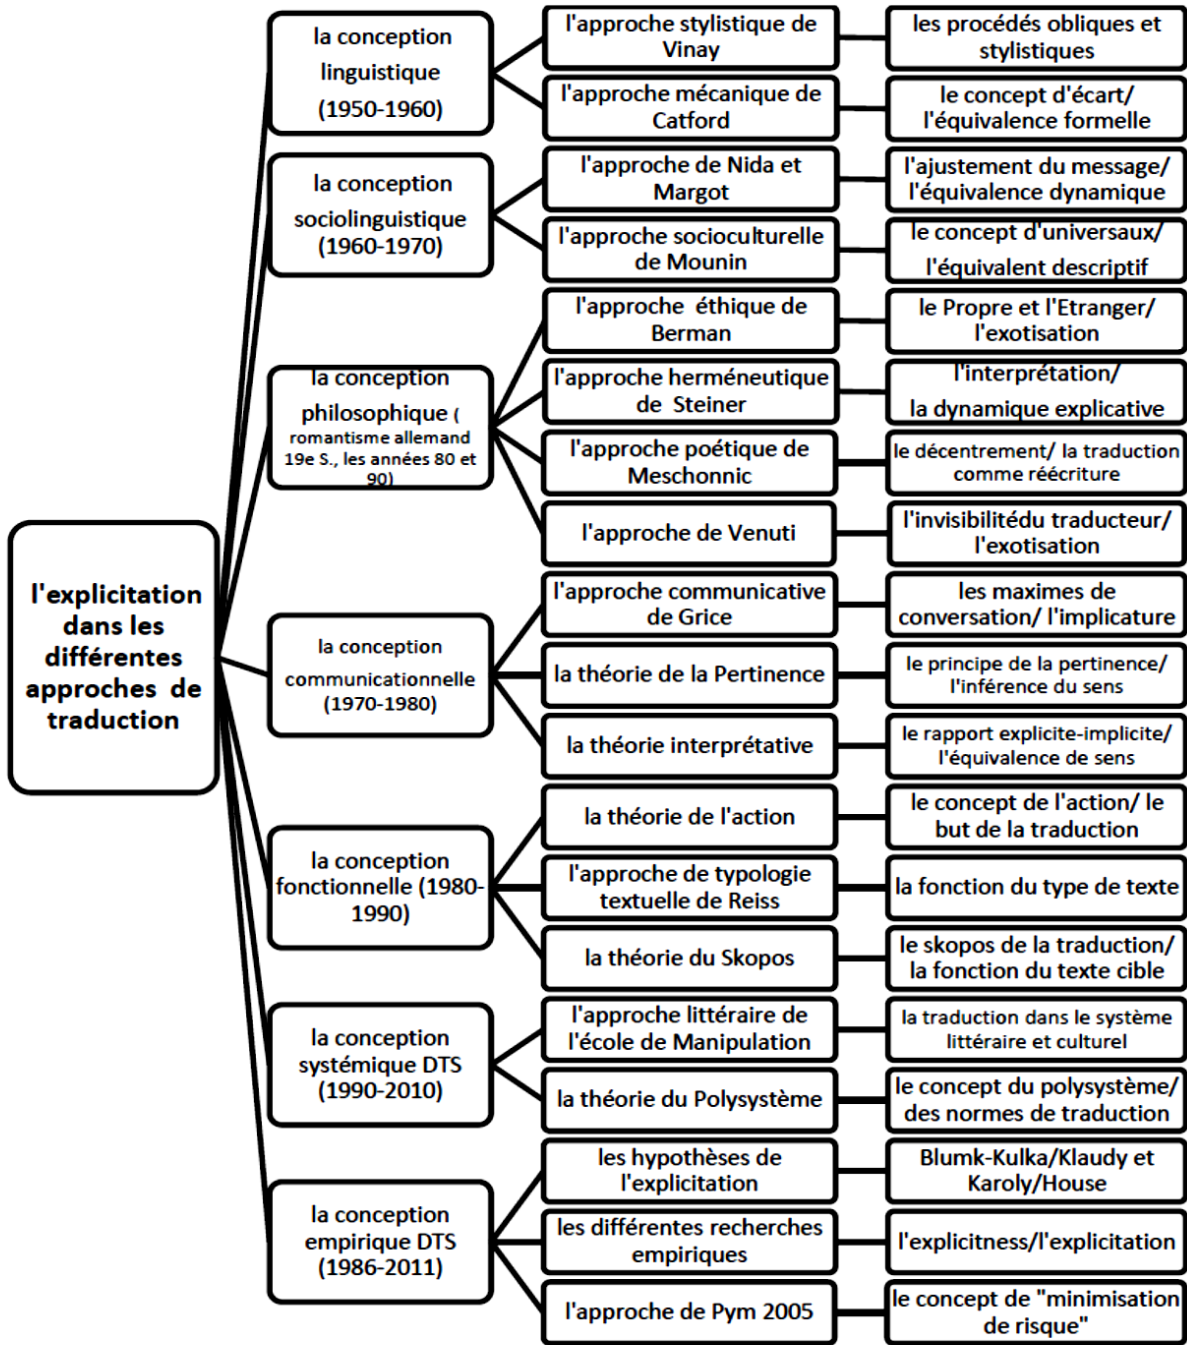 l'explicitation
dans les
différentes
approches de
traduction
la conception
linguistique
(1950-1960)
l'approche stylistique de
Vinay
les procédés obliques et
stylistiques
l'approche mécanique de
Catford
le concept d'écart/
l'équivalence formelle
la conception
sociolinguistique
(1960-1970)
l'approche de Nida et
Margot
l'ajustement du message/
l'équivalence dynamique
l'approche socioculturelle
de Mounin
le concept d'universaux/
l'équivalent descriptif
la conception
philosophique (
romantisme allemand
19e S., les années 80 et
90)
l'approche éthique de
Berman
le Propre et l'Etranger/
l'exotisation
l'approche herméneutique
de Steiner
l'interprétation/
la dynamique explicative
l'approche poétique de
Meschonnic
le décentrement/ la traduction
comme réécriture
l'approche de Venuti
l'invisibilitédu traducteur/
l'exotisation
la conception
communicationnelle
(1970-1980)
l'approche communicative
de Grice
les maximes de
conversation/ l'implicature
la théorie de la Pertinence
le principe de la pertinence/
l'inférence du sens
la théorie interprétative
le rapport explicite-implicite/
l'équivalence de sens
la conception
fonctionnelle (1980-
1990)
la théorie de l'action
le concept de l'action/ le
but de la traduction
l'approche de typologie
textuelle de Reiss
la fonction du type de texte
la théorie du Skopos
le skopos de la traduction/
la fonction du texte cible
la conception
systémique DTS
(1990-2010)
l'approche littéraire de
l'école de Manipulation
la traduction dans le système
littéraire et culturel
la théorie du Polysystème
le concept du polysystème/
des normes de traduction
la conception
empirique DTS
(1986-2011)
les hypothèses de
l'explicitation
Blumk-Kulka/Klaudy et
Karoly/House
les différentes recherches
empiriques
l'explicitness/l'explicitation
l'approche de Pym 2005
le concept de "minimisation
de risque"